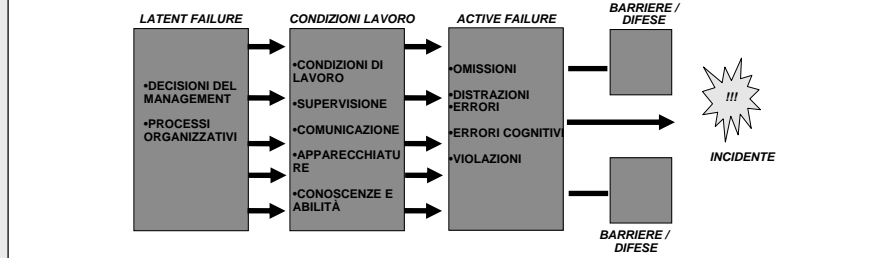 LATENT FAILURE
•DECISIONI DEL
MANAGEMENT
•PROCESSI
ORGANIZZATIVI
CONDIZIONI LAVORO
•CONDIZIONI DI
LAVORO
•SUPERVISIONE
•COMUNICAZIONE
•APPARECCHIATU
RE
•CONOSCENZE E
ABILITÀ
ACTIVE FAILURE
•OMISSIONI
•DISTRAZIONI
•ERRORI
•ERRORI COGNITIVI
•VIOLAZIONI
BARRIERE /
DIFESE
!!!
INCIDENTE
BARRIERE /
DIFESE